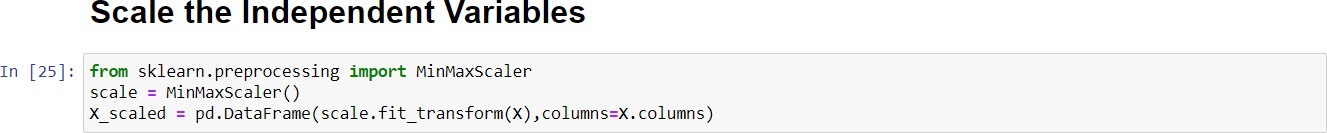 Scale the Independent Variables
In [25]: from sklearn.preprocessing import MinMaxScaler
scale = MinMaxScaler()
X_scaled = pd.DataFrame(scale.fit_transform(X),columns=X.columns)